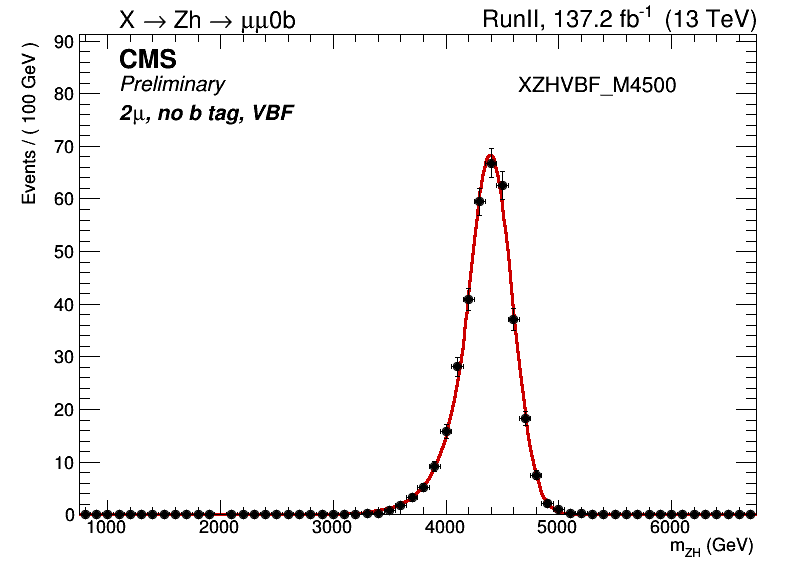 X → Zh → μμ0b
RunII, 137.2 fb⁻¹ (13 TeV)
CMS
Preliminary
2μ, no b tag, VBF
XZHVBF_M4500
Events / ( 100 GeV )
90
80
70
60
50
40
30
20
10
0
1000 2000 3000 4000 5000 6000
m_ZH (GeV)